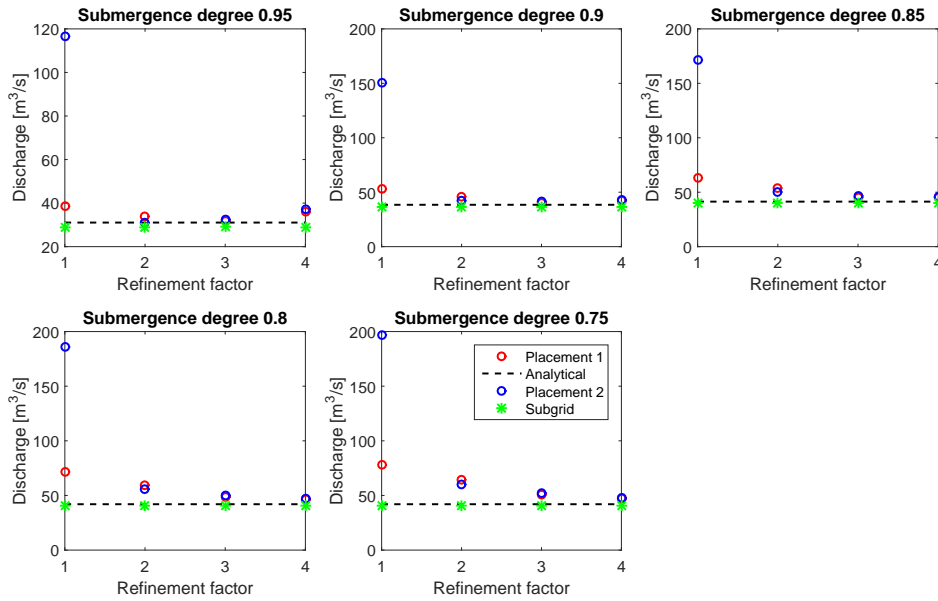 Submergence degree 0.95
120
100
80
60
40
20
Discharge [m³/s]
1 2 3 4
Refinement factor
Submergence degree 0.9
200
150
100
50
0
Discharge [m³/s]
1 2 3 4
Refinement factor
Submergence degree 0.85
200
150
100
50
0
Discharge [m³/s]
1 2 3 4
Refinement factor
Submergence degree 0.8
200
150
100
50
0
Discharge [m³/s]
1 2 3 4
Refinement factor
Submergence degree 0.75
200
150
100
50
0
Discharge [m³/s]
1 2 3 4
Refinement factor
Placement 1
Analytical
Placement 2
Subgrid